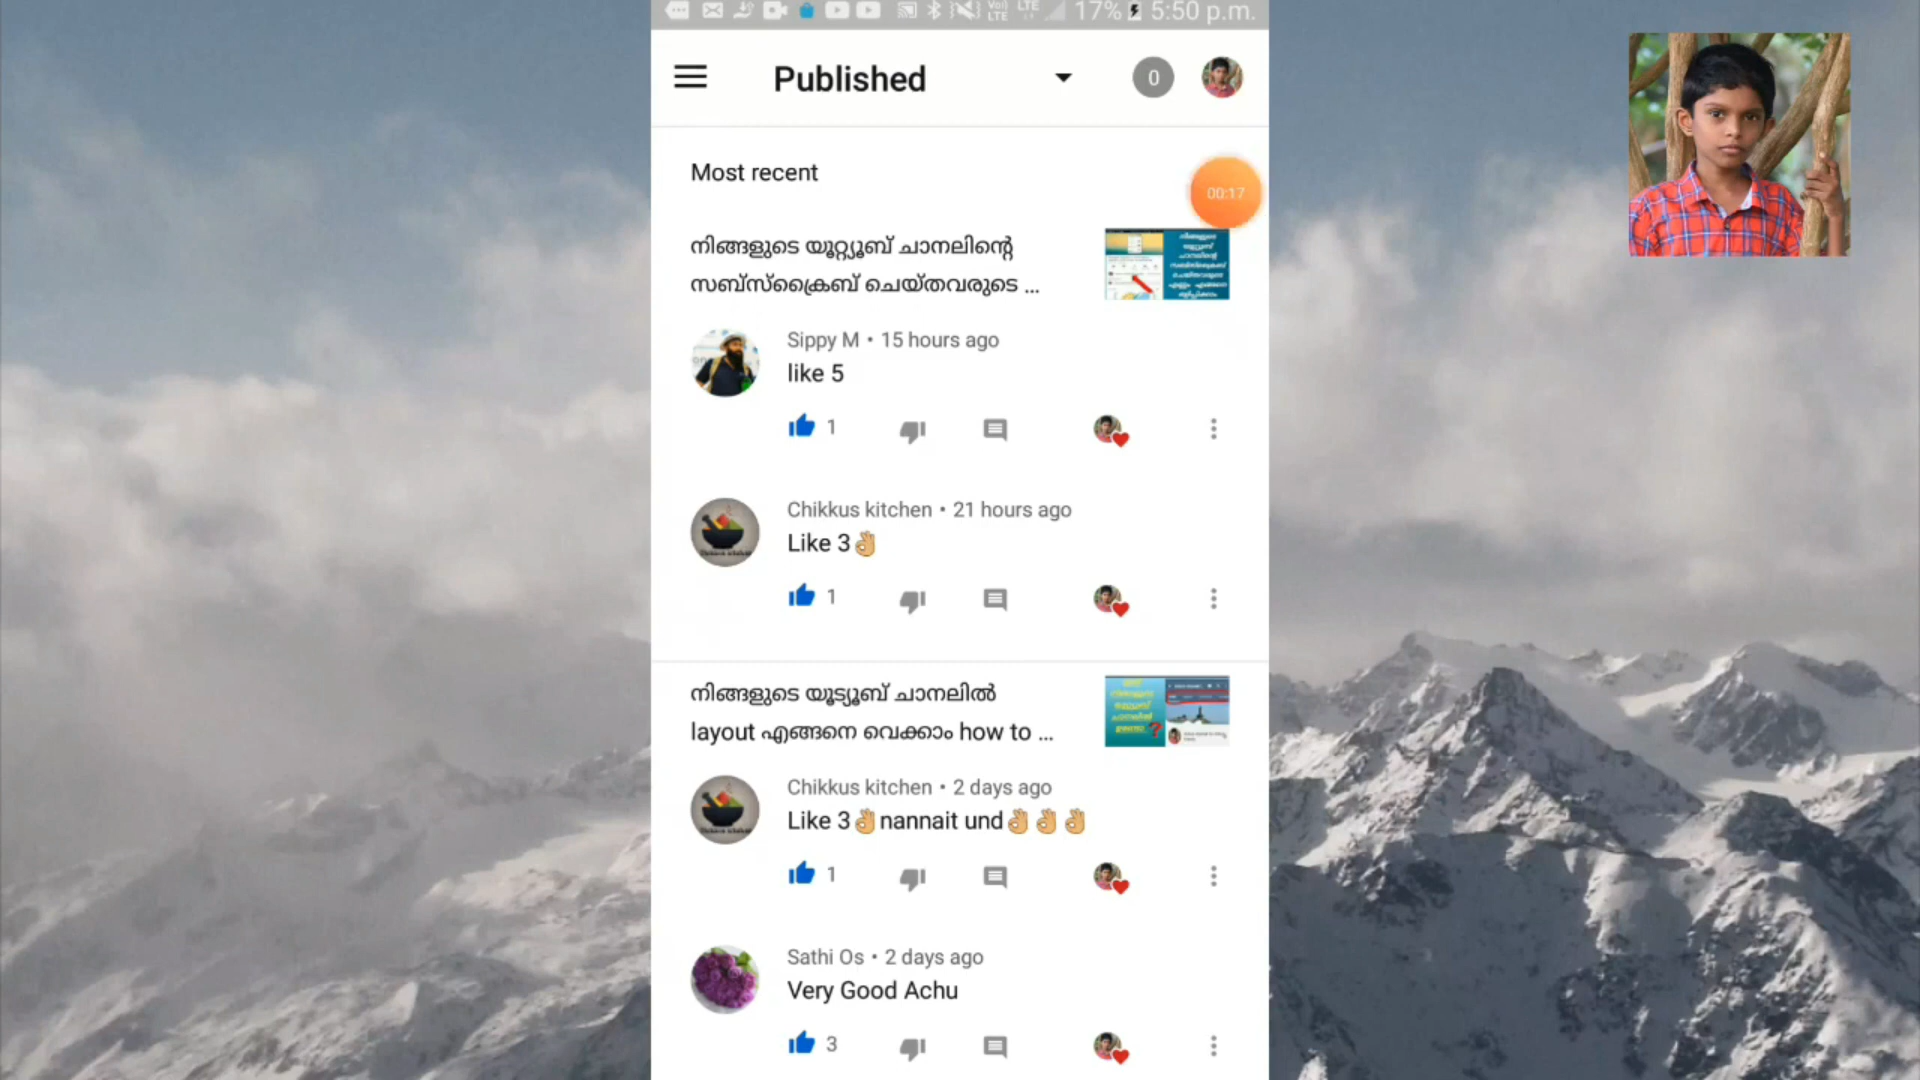 17% 5:50 p.m.
Published
0
Most recent
00:17
നിങ്ങളുടെ യൂറ്റ്യൂബ് ചാനലിന്റെ
സബ്സ്ക്രൈബ് ചെയ്തവരുടെ ...
Sippy M • 15 hours ago
like 5
1
Chikkus kitchen • 21 hours ago
Like 3👌
1
നിങ്ങളുടെ യൂട്യൂബ് ചാനലിൽ
layout എങ്ങനെ വെക്കാം how to ...
Chikkus kitchen • 2 days ago
Like 3👌nannait und👌👌👌
1
Sathi Os • 2 days ago
Very Good Achu
3